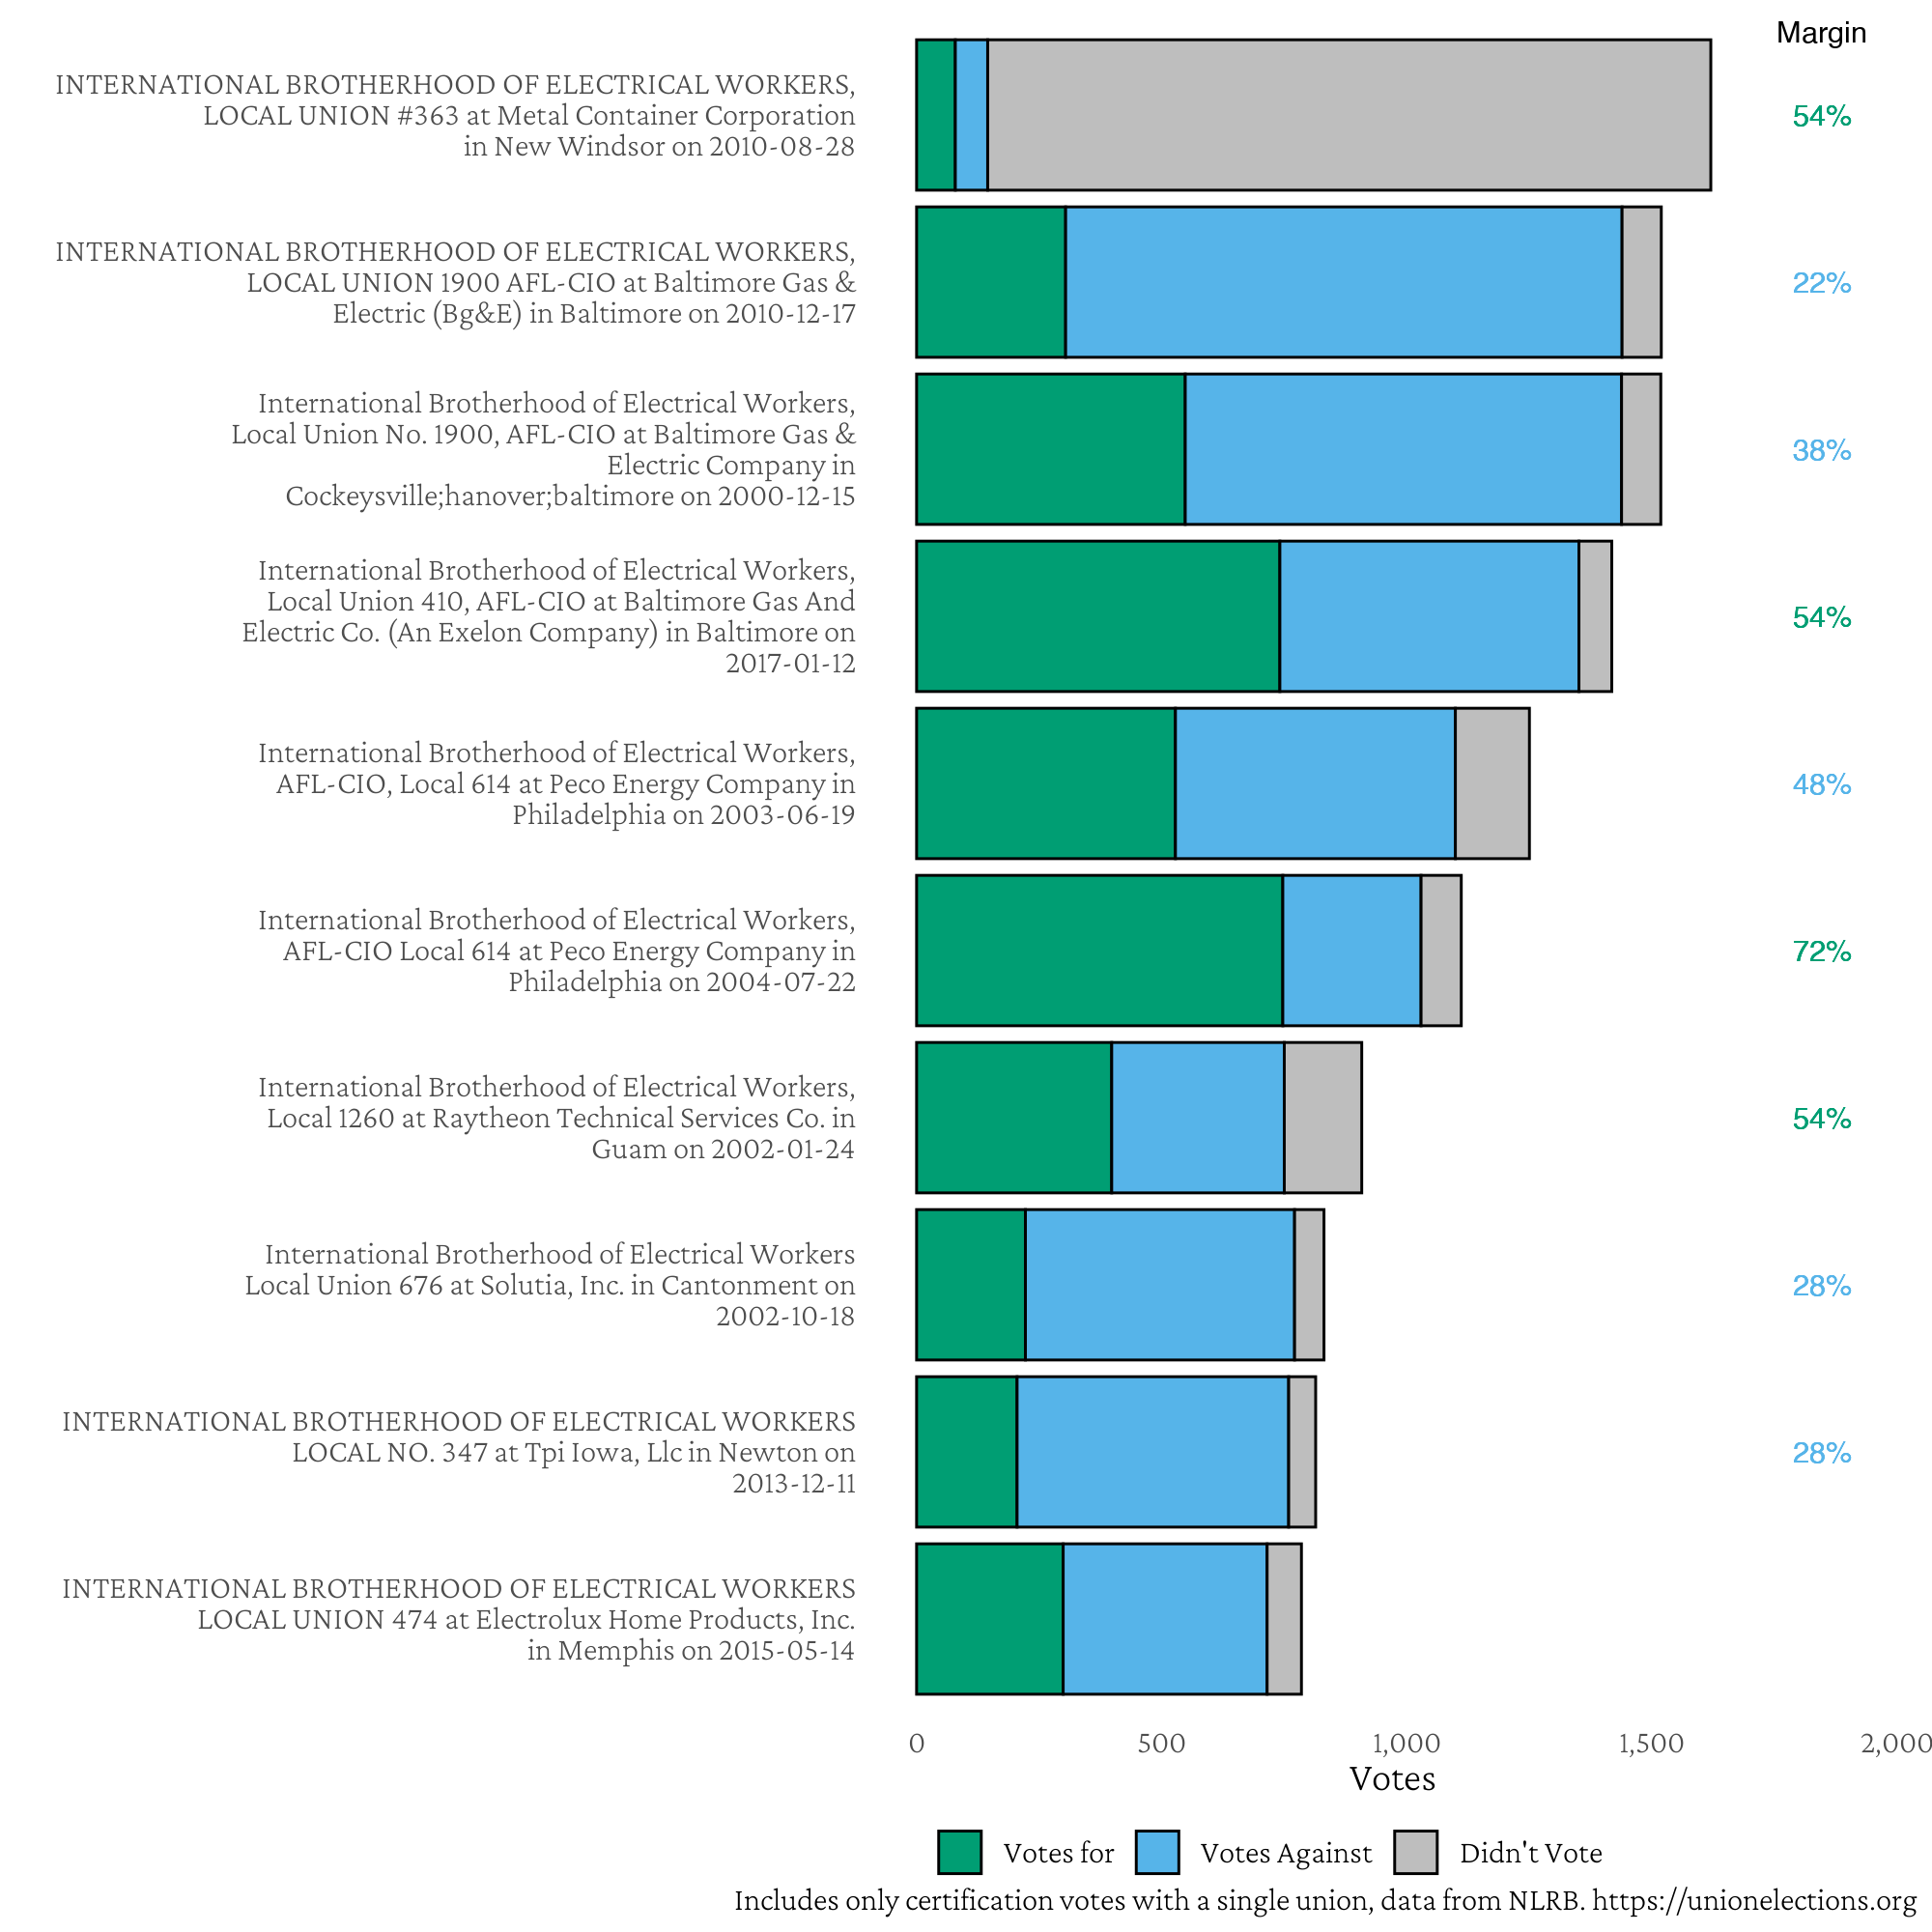 Margin
INTERNATIONAL BROTHERHOOD OF ELECTRICAL WORKERS,
LOCAL UNION #363 at Metal Container Corporation
in New Windsor on 2010-08-28
54%
INTERNATIONAL BROTHERHOOD OF ELECTRICAL WORKERS,
LOCAL UNION 1900 AFL-CIO at Baltimore Gas &
Electric (Bg&E) in Baltimore on 2010-12-17
22%
International Brotherhood of Electrical Workers,
Local Union No. 1900, AFL-CIO at Baltimore Gas &
Electric Company in
Cockeysville;hanover;baltimore on 2000-12-15
38%
International Brotherhood of Electrical Workers,
Local Union 410, AFL-CIO at Baltimore Gas And
Electric Co. (An Exelon Company) in Baltimore on
2017-01-12
54%
International Brotherhood of Electrical Workers,
AFL-CIO, Local 614 at Peco Energy Company in
Philadelphia on 2003-06-19
48%
International Brotherhood of Electrical Workers,
AFL-CIO Local 614 at Peco Energy Company in
Philadelphia on 2004-07-22
72%
International Brotherhood of Electrical Workers,
Local 1260 at Raytheon Technical Services Co. in
Guam on 2002-01-24
54%
International Brotherhood of Electrical Workers
Local Union 676 at Solutia, Inc. in Cantonment on
2002-10-18
28%
INTERNATIONAL BROTHERHOOD OF ELECTRICAL WORKERS
LOCAL NO. 347 at Tpi Iowa, Llc in Newton on
2013-12-11
28%
INTERNATIONAL BROTHERHOOD OF ELECTRICAL WORKERS
LOCAL UNION 474 at Electrolux Home Products, Inc.
in Memphis on 2015-05-14
0 500 1,000 1,500 2,000
Votes
Votes for Votes Against Didn't Vote
Includes only certification votes with a single union, data from NLRB. https://unionelections.org